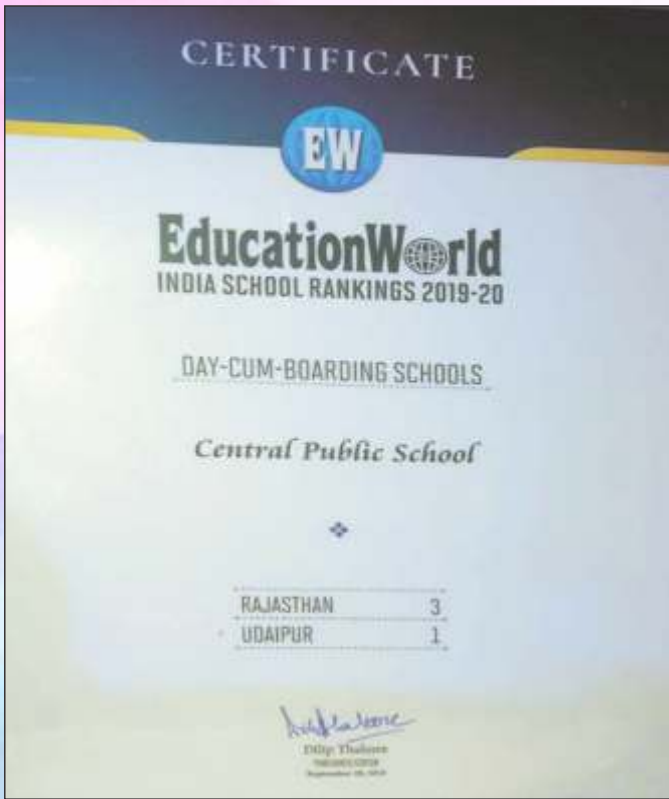 CERTIFICATE
EW
EducationWorld
INDIA SCHOOL RANKINGS 2019-20
DAY-CUM-BOARDING SCHOOLS
Central Public School
RAJASTHAN 3
UDAIPUR 1
Dilip Thakore